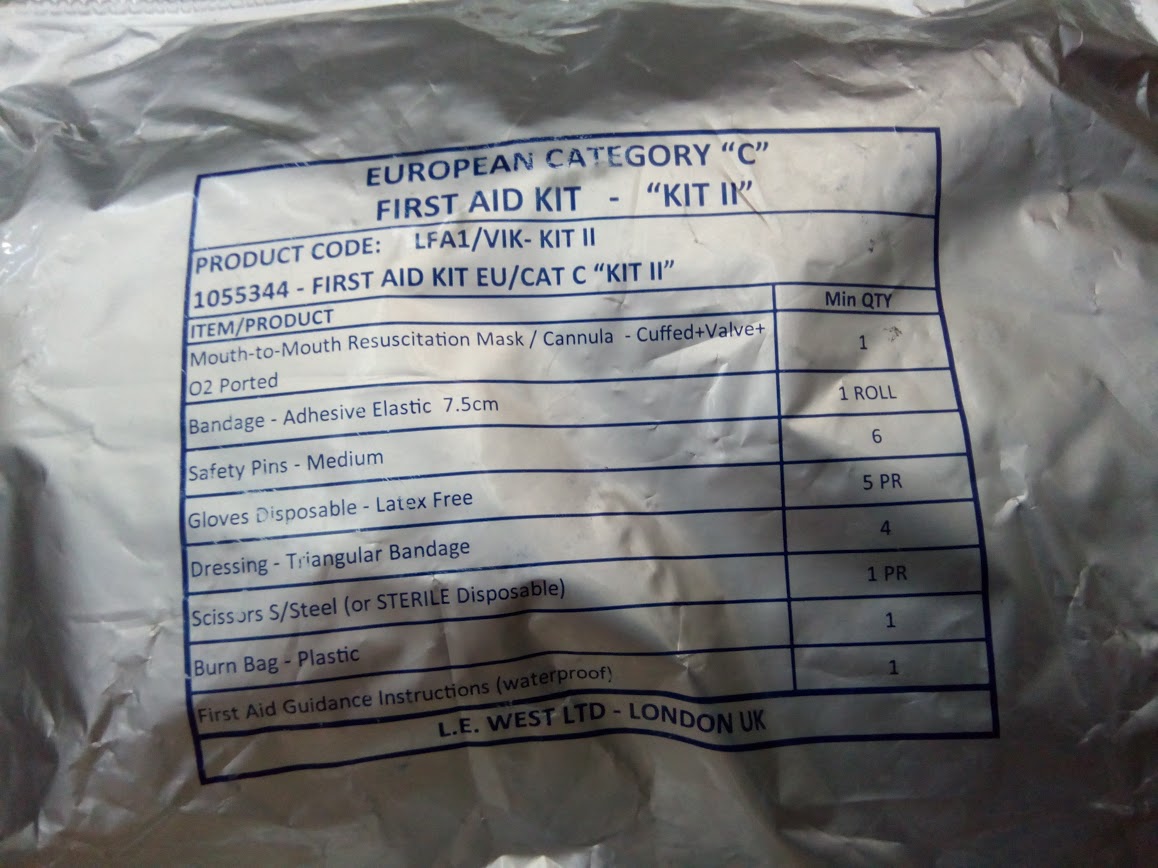 EUROPEAN CATEGORY “C”
FIRST AID KIT - “KIT II”
PRODUCT CODE: LFA1/VIK- KIT II
1055344 - FIRST AID KIT EU/CAT C “KIT II”
ITEM/PRODUCT Min QTY
Mouth-to-Mouth Resuscitation Mask / Cannula - Cuffed+Valve+ 1
O2 Ported
Bandage - Adhesive Elastic 7.5cm 1 ROLL
Safety Pins - Medium 6
Gloves Disposable - Latex Free 5 PR
Dressing - Triangular Bandage 4
Scissors S/Steel (or STERILE Disposable) 1 PR
Burn Bag - Plastic 1
First Aid Guidance Instructions (waterproof) 1
L.E. WEST LTD - LONDON UK